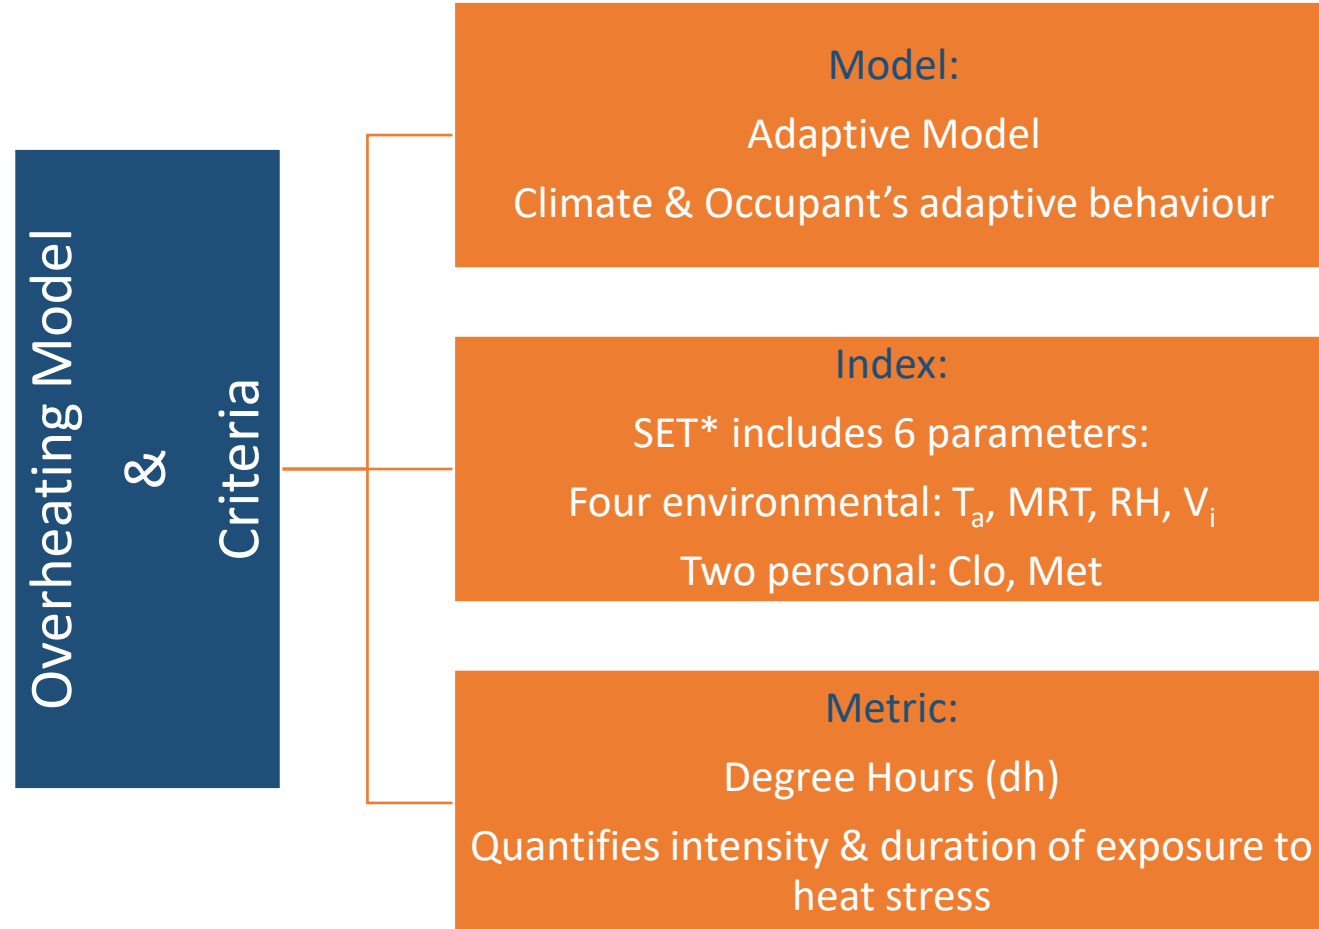 Overheating Model
&
Criteria
Model:
Adaptive Model
Climate & Occupant’s adaptive behaviour
Index:
SET* includes 6 parameters:
Four environmental: Tₐ, MRT, RH, Vᵢ
Two personal: Clo, Met
Metric:
Degree Hours (dh)
Quantifies intensity & duration of exposure to
heat stress